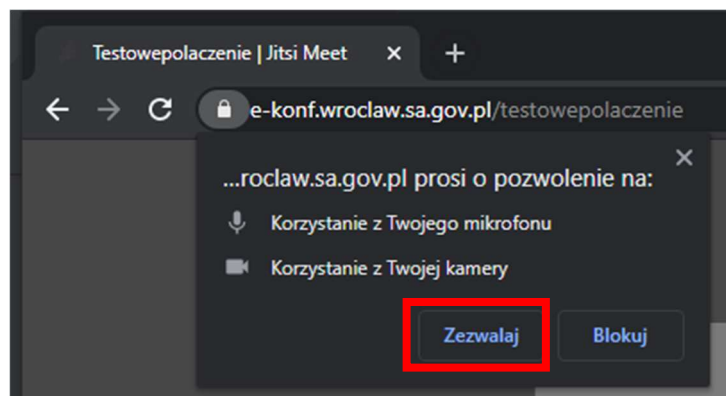 Testowepolaczenie | Jitsi Meet
e-konf.wroclaw.sa.gov.pl/testowepolaczenie
...roclaw.sa.gov.pl prosi o pozwolenie na:
Korzystanie z Twojego mikrofonu
Korzystanie z Twojej kamery
Zezwalaj Blokuj